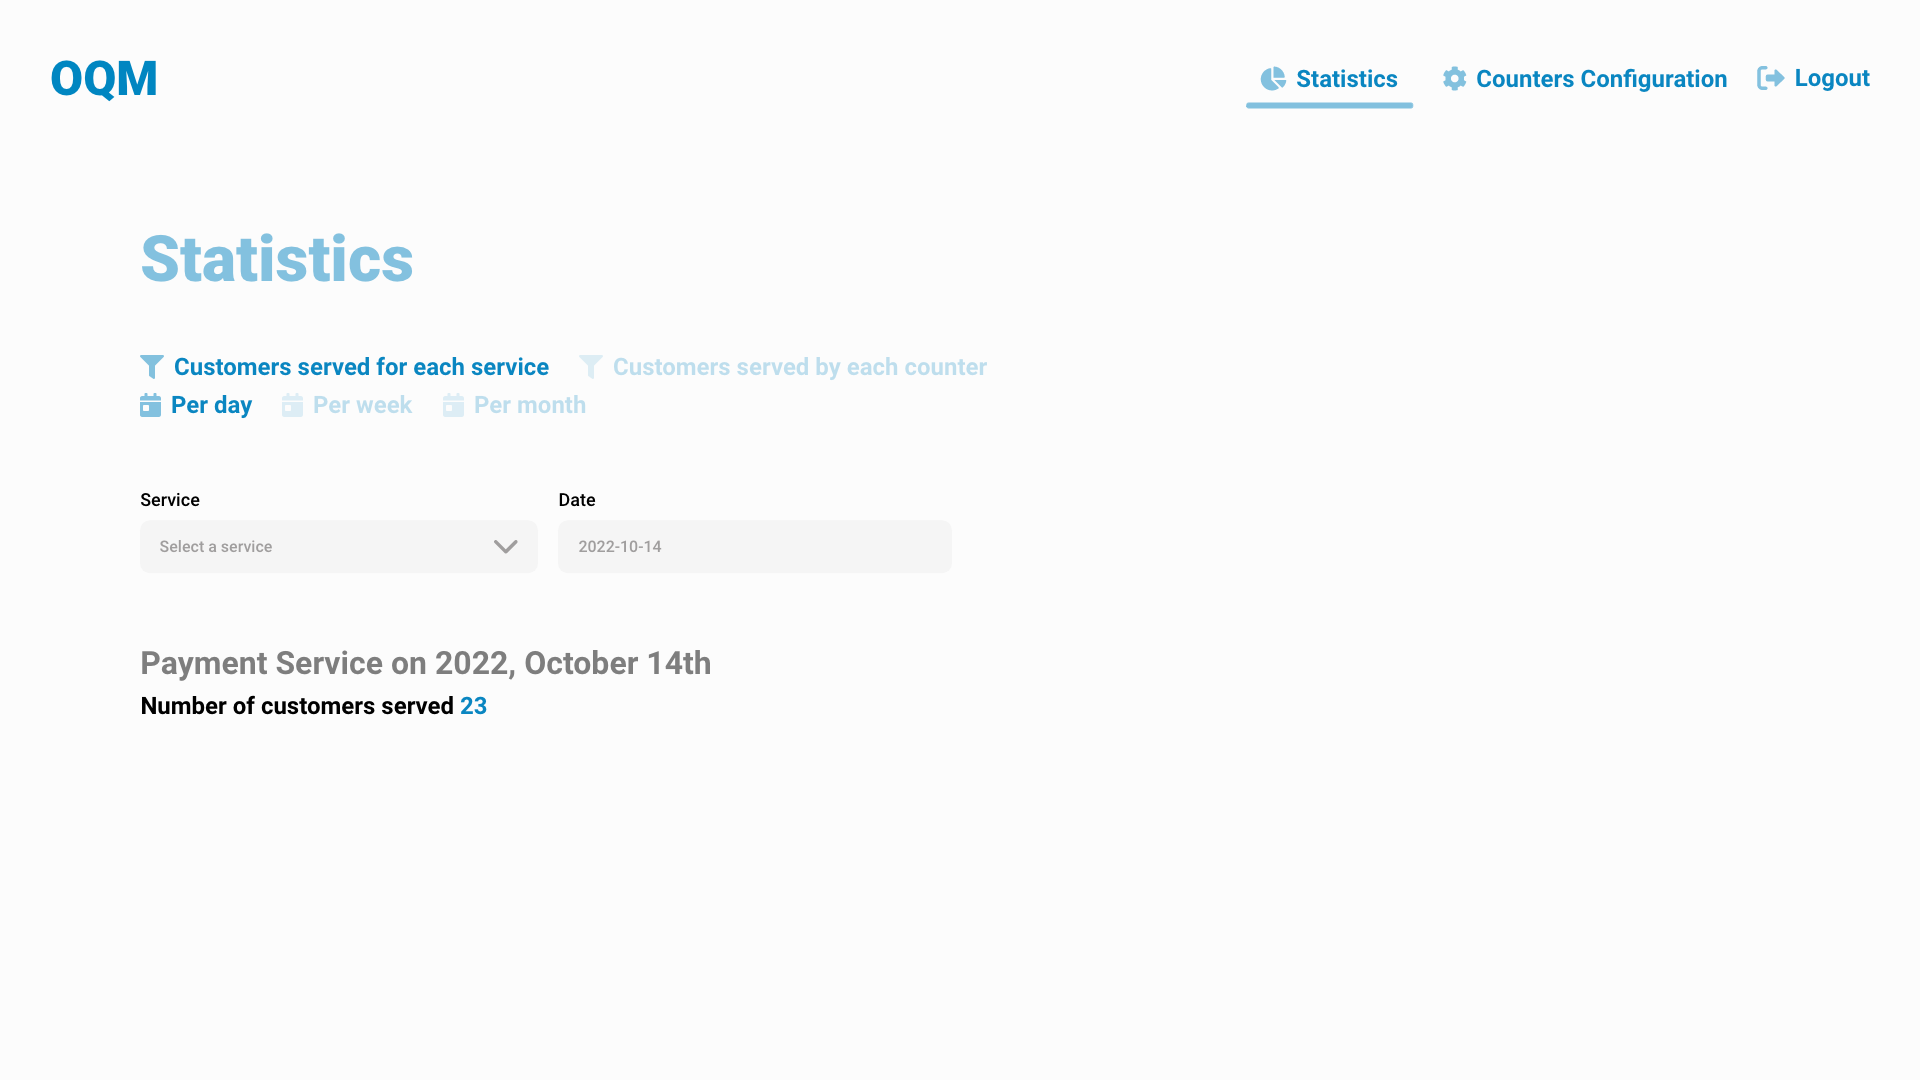 OQM
Statistics Counters Configuration Logout
Statistics
Customers served for each service Customers served by each counter
Per day Per week Per month
Service Date
Select a service 2022-10-14
Payment Service on 2022, October 14th
Number of customers served 23